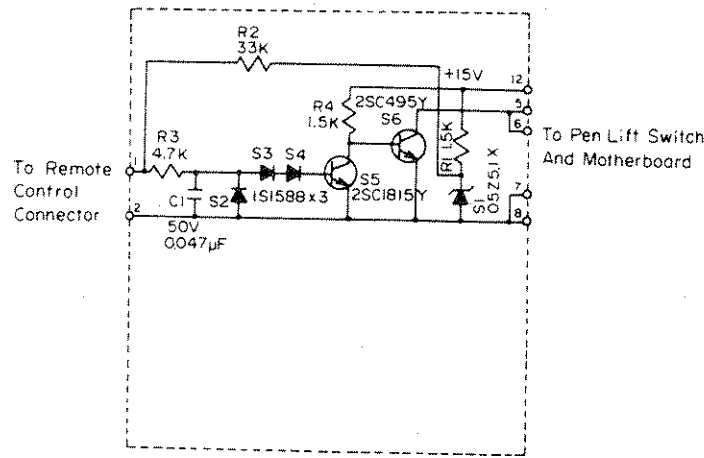 R2
33K
+15V
12
R4
1.5K
2SC495Y
S6
5
6
To Pen Lift Switch
And Motherboard
R1 1.5K
R3
4.7K
To Remote
Control
Connector
1
2
S3 S4
S5
2SC1815Y
C1
S2
1S1588x3
50V
0.047µF
S1
05Z5.1X
7
8